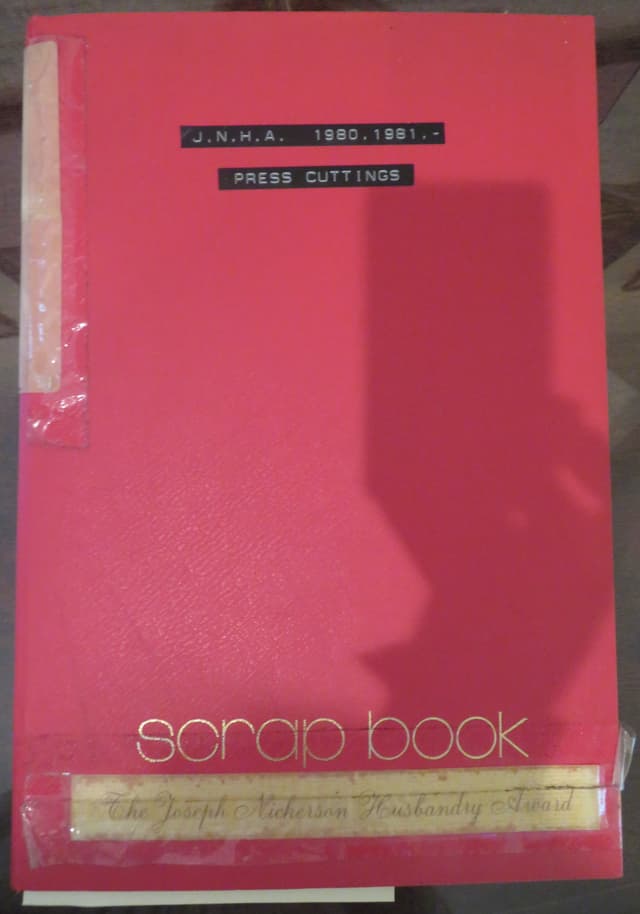 J.N.H.A. 1980.1981.-
PRESS CUTTINGS
scrap book
The Joseph Nickerson Husbandry Award